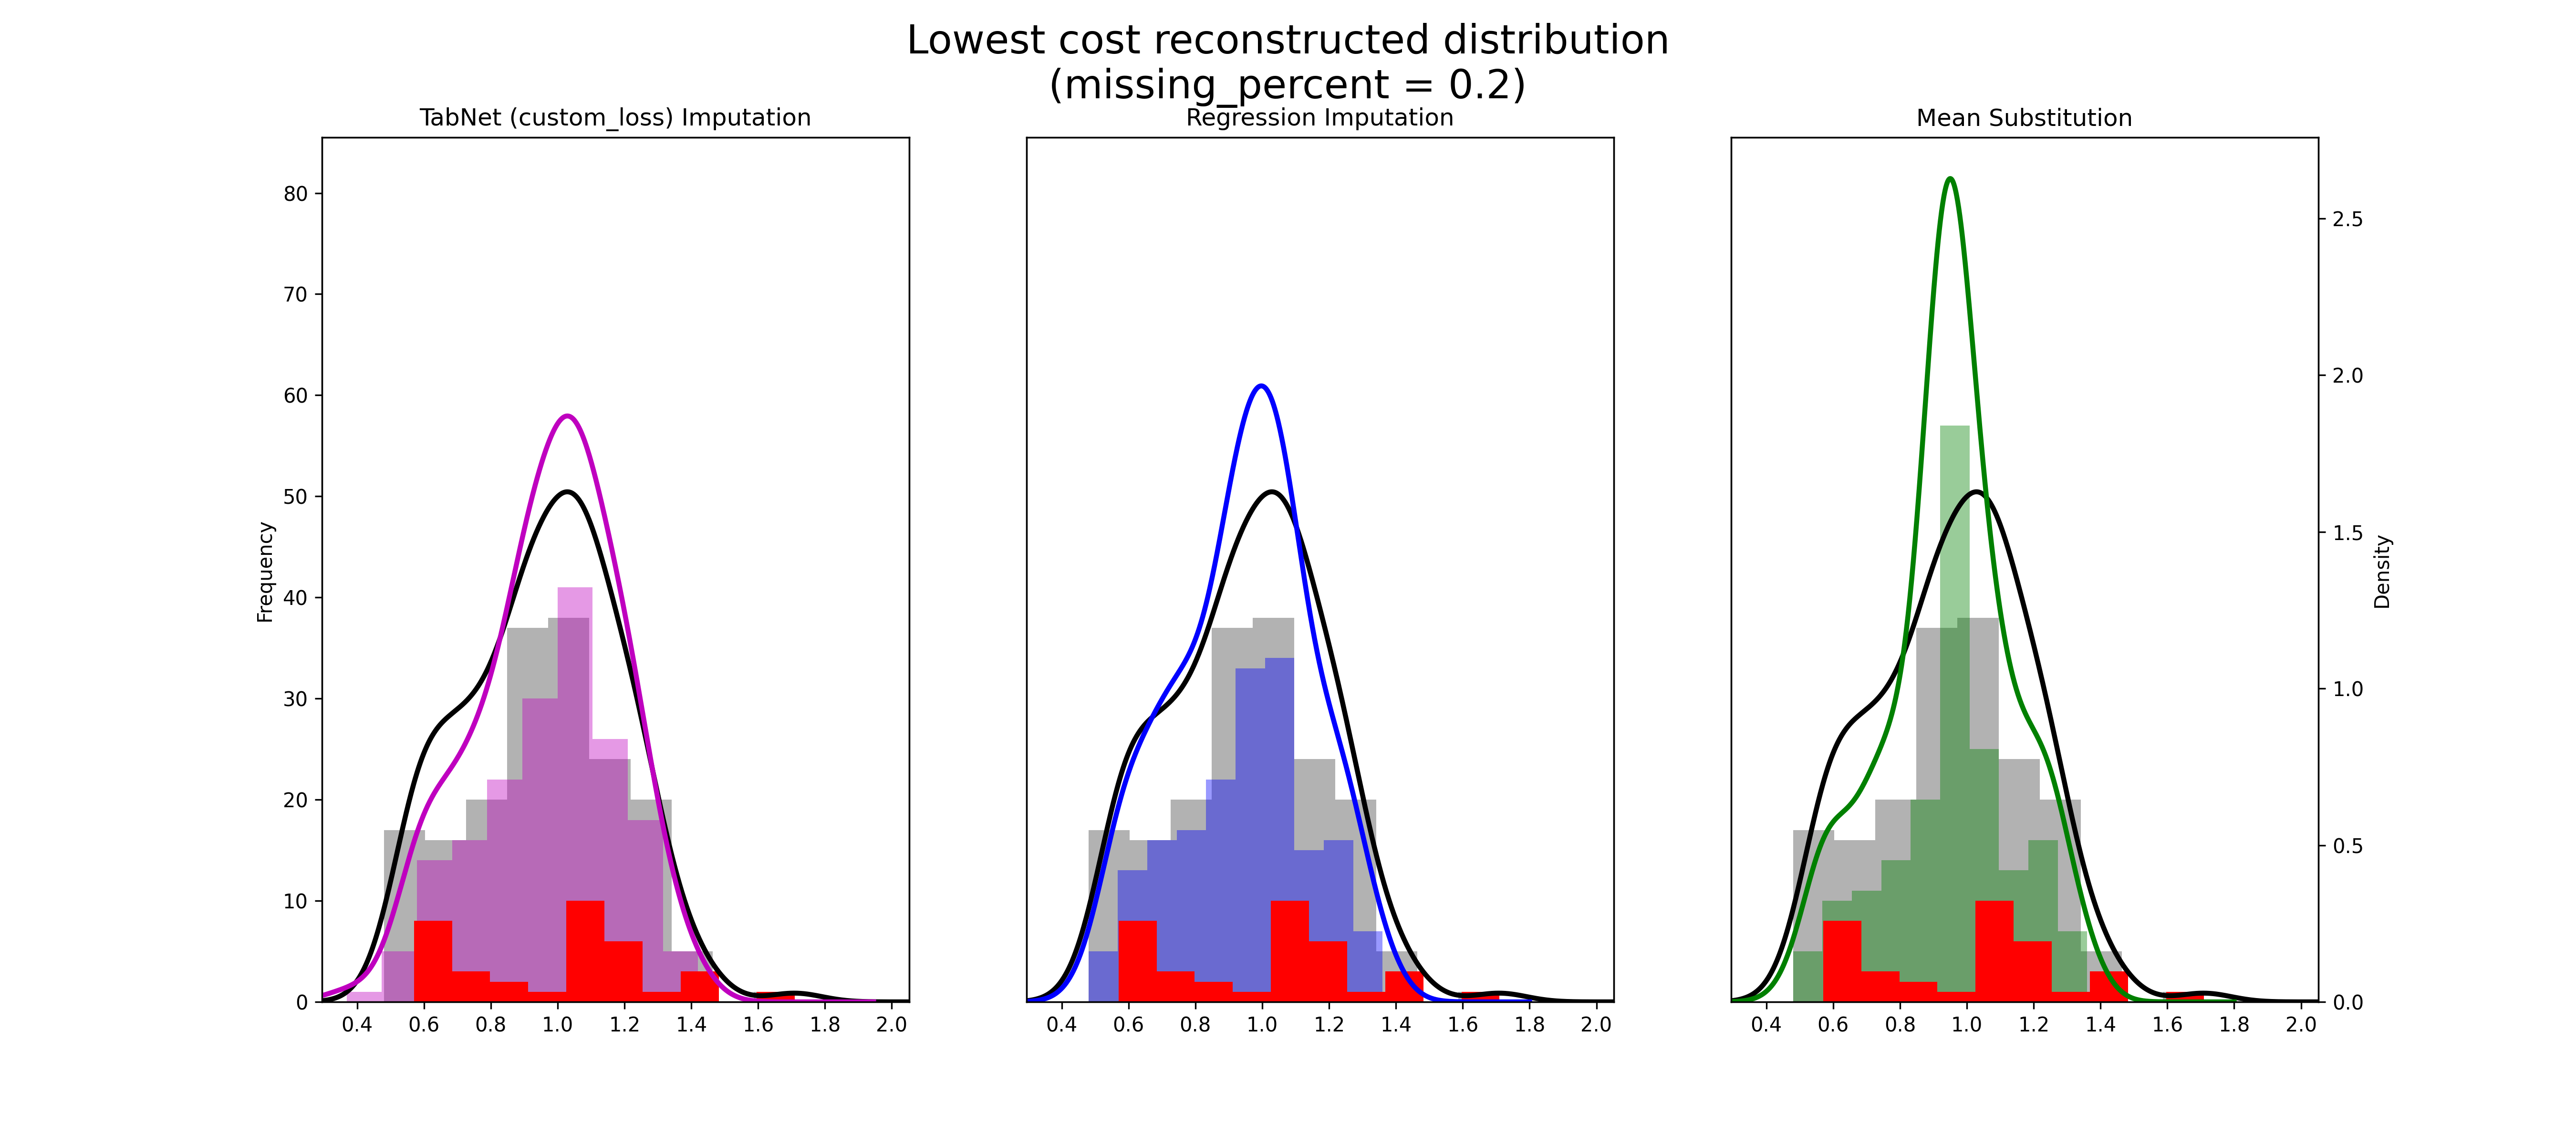 Lowest cost reconstructed distribution
(missing_percent = 0.2)
TabNet (custom_loss) Imputation
Regression Imputation
Mean Substitution
80
70
60
50
40
30
20
10
0
Frequency
0.4 0.6 0.8 1.0 1.2 1.4 1.6 1.8 2.0
0.4 0.6 0.8 1.0 1.2 1.4 1.6 1.8 2.0
0.4 0.6 0.8 1.0 1.2 1.4 1.6 1.8 2.0
2.5
2.0
1.5
1.0
0.5
0.0
Density